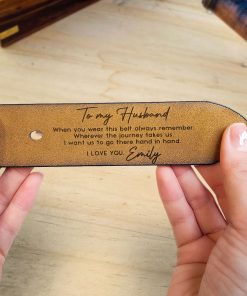 To my Husband
When you wear this belt always remember
Wherever the journey takes us
I want us to go there hand in hand
I LOVE YOU, Emily